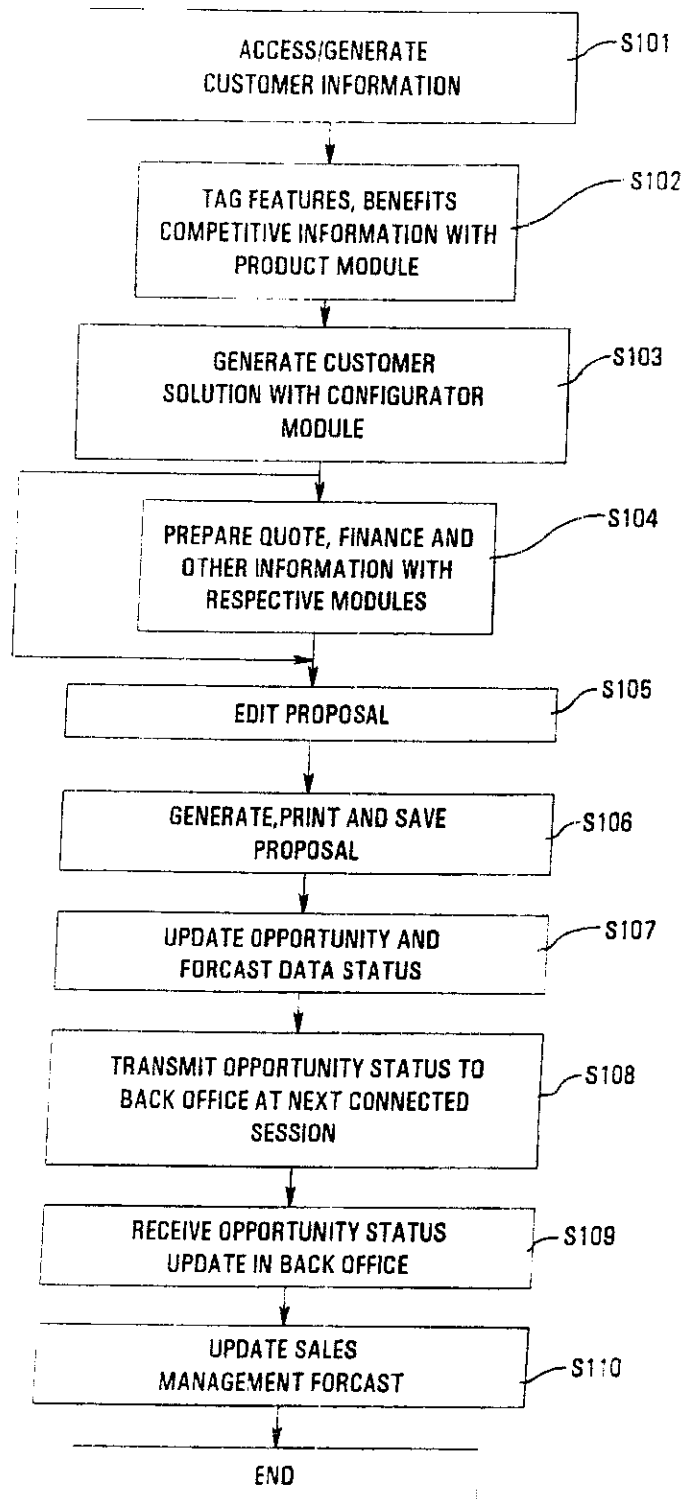 ACCESS/GENERATE
CUSTOMER INFORMATION
S101
TAG FEATURES, BENEFITS
COMPETITIVE INFORMATION WITH
PRODUCT MODULE
S102
GENERATE CUSTOMER
SOLUTION WITH CONFIGURATOR
MODULE
S103
PREPARE QUOTE, FINANCE AND
OTHER INFORMATION WITH
RESPECTIVE MODULES
S104
EDIT PROPOSAL
S105
GENERATE,PRINT AND SAVE
PROPOSAL
S106
UPDATE OPPORTUNITY AND
FORCAST DATA STATUS
S107
TRANSMIT OPPORTUNITY STATUS TO
BACK OFFICE AT NEXT CONNECTED
SESSION
S108
RECEIVE OPPORTUNITY STATUS
UPDATE IN BACK OFFICE
S109
UPDATE SALES
MANAGEMENT FORCAST
S110
END